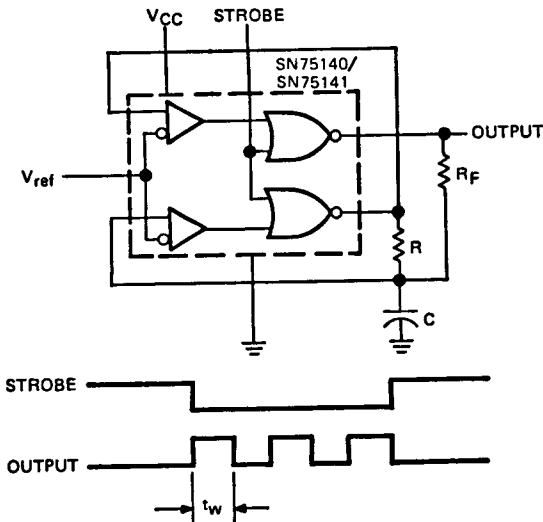 VCC STROBE
SN75140/
SN75141
OUTPUT
Vref
RF
R
C
STROBE
OUTPUT
tw